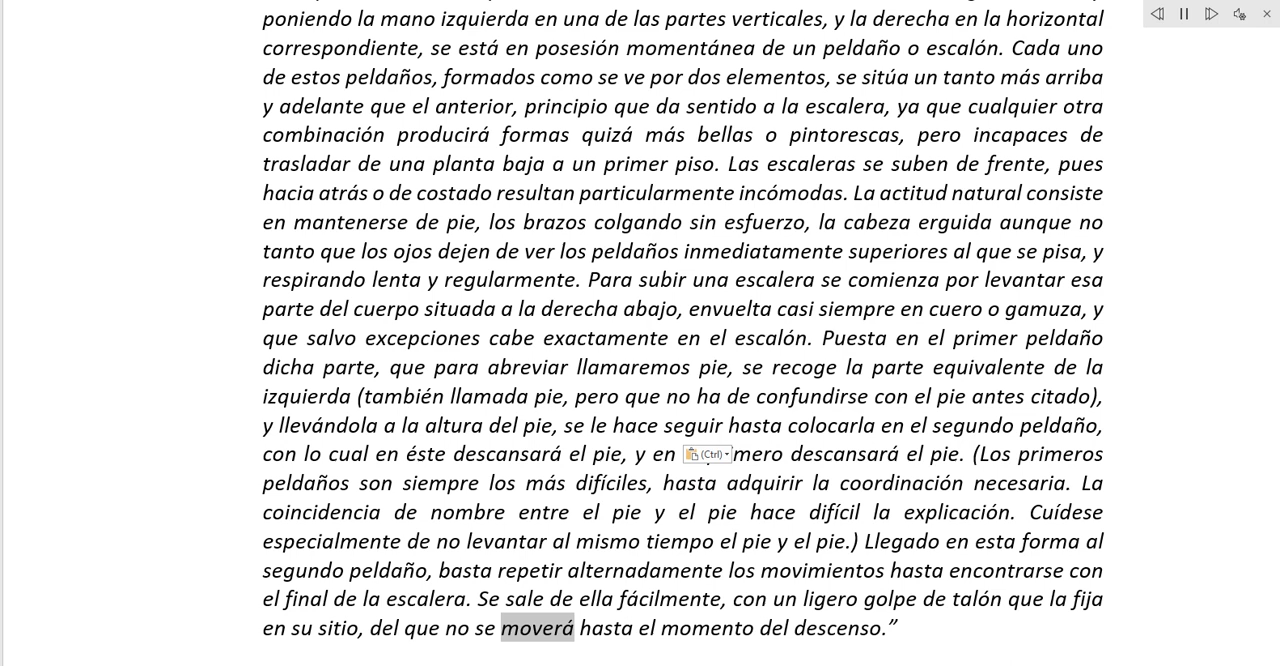 poniendo la mano izquierda en una de las partes verticales, y la derecha en la horizontal
correspondiente, se está en posesión momentánea de un peldaño o escalón. Cada uno
de estos peldaños, formados como se ve por dos elementos, se sitúa un tanto más arriba
y adelante que el anterior, principio que da sentido a la escalera, ya que cualquier otra
combinación producirá formas quizá más bellas o pintorescas, pero incapaces de
trasladar de una planta baja a un primer piso. Las escaleras se suben de frente, pues
hacia atrás o de costado resultan particularmente incómodas. La actitud natural consiste
en mantenerse de pie, los brazos colgando sin esfuerzo, la cabeza erguida aunque no
tanto que los ojos dejen de ver los peldaños inmediatamente superiores al que se pisa, y
respirando lenta y regularmente. Para subir una escalera se comienza por levantar esa
parte del cuerpo situada a la derecha abajo, envuelta casi siempre en cuero o gamuza, y
que salvo excepciones cabe exactamente en el escalón. Puesta en el primer peldaño
dicha parte, que para abreviar llamaremos pie, se recoge la parte equivalente de la
izquierda (también llamada pie, pero que no ha de confundirse con el pie antes citado),
y llevándola a la altura del pie, se le hace seguir hasta colocarla en el segundo peldaño,
con lo cual en éste descansará el pie, y en (Ctrl) mero descansará el pie. (Los primeros
peldaños son siempre los más difíciles, hasta adquirir la coordinación necesaria. La
coincidencia de nombre entre el pie y el pie hace difícil la explicación. Cuídese
especialmente de no levantar al mismo tiempo el pie y el pie.) Llegado en esta forma al
segundo peldaño, basta repetir alternadamente los movimientos hasta encontrarse con
el final de la escalera. Se sale de ella fácilmente, con un ligero golpe de talón que la fija
en su sitio, del que no se moverá hasta el momento del descenso.”